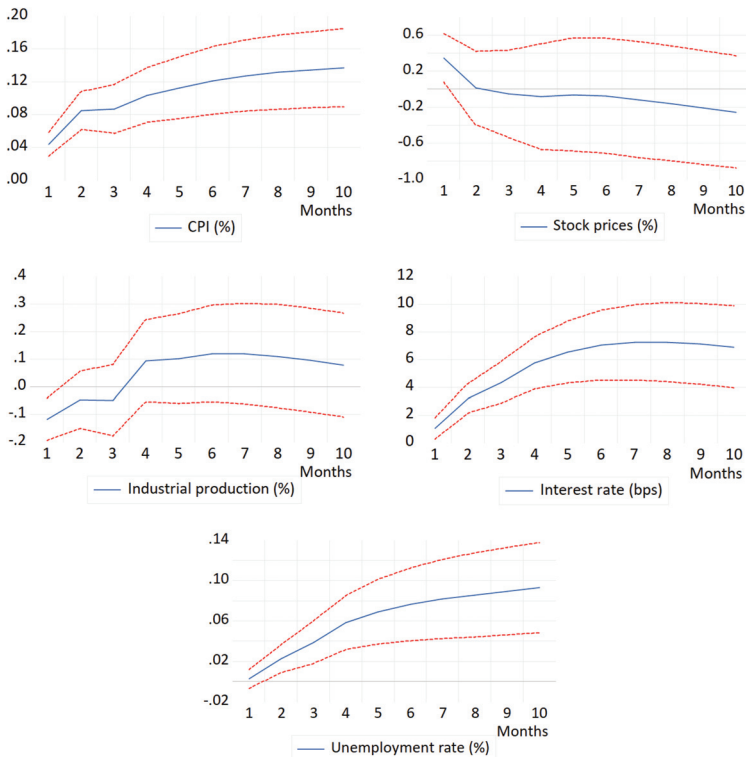 .20
.16
.12
.08
.04
.00
1 2 3 4 5 6 7 8 9 10
Months
CPI (%)
0.6
0.2
-0.2
-0.6
-1.0
1 2 3 4 5 6 7 8 9 10
Months
Stock prices (%)
.4
.3
.2
.1
.0
-.1
-.2
1 2 3 4 5 6 7 8 9 10
Months
Industrial production (%)
12
10
8
6
4
2
0
1 2 3 4 5 6 7 8 9 10
Months
Interest rate (bps)
.14
.10
.06
.02
-.02
1 2 3 4 5 6 7 8 9 10
Months
Unemployment rate (%)